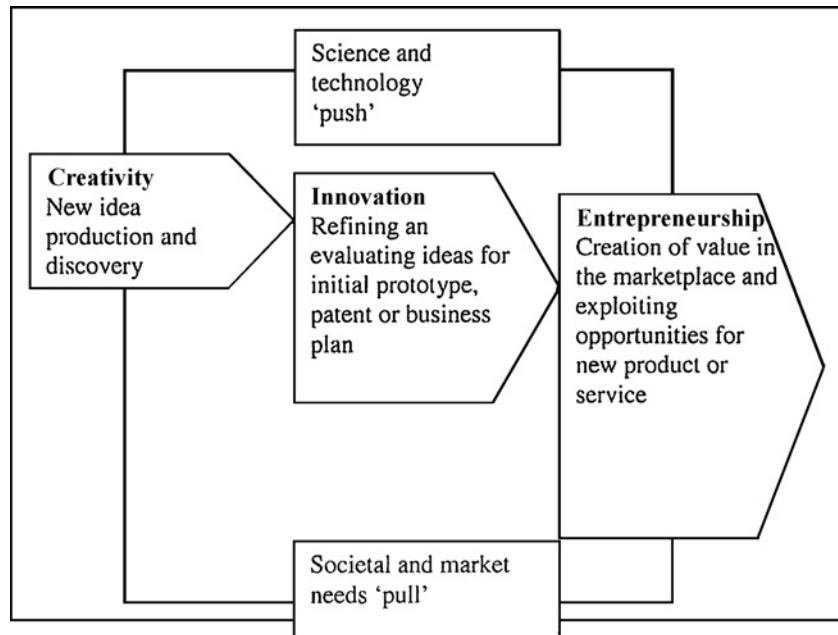 Science and
technology
‘push’
Creativity
New idea
production and
discovery
Innovation
Refining an
evaluating ideas for
initial prototype,
patent or business
plan
Entrepreneurship
Creation of value in
the marketplace and
exploiting
opportunities for
new product or
service
Societal and market
needs ‘pull’